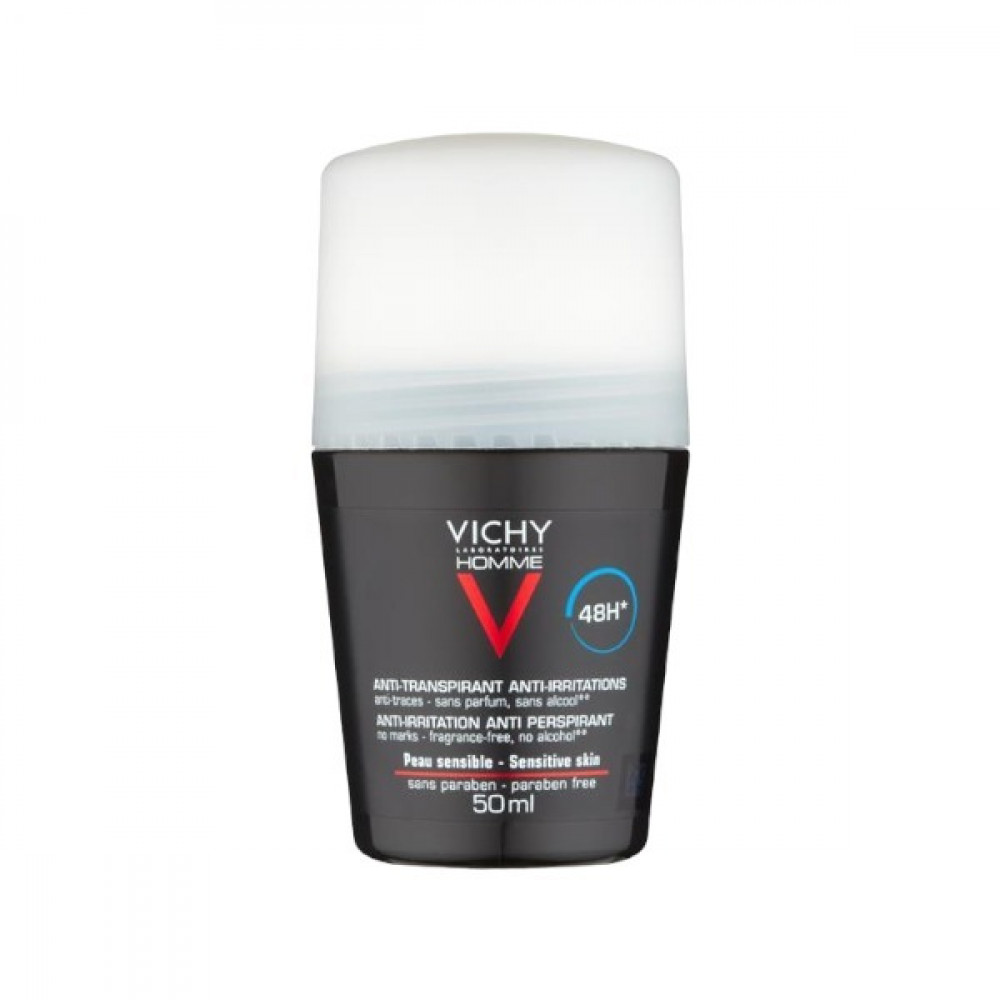 VICHY
LABORATOIRES
HOMME
V
48H*
ANTI-TRANSPIRANT ANTI-IRRITATIONS
anti-traces - sans parfum, sans alcool**
ANTI-IRRITATION ANTI PERSPIRANT
no marks - fragrance-free, no alcohol**
Peau sensible - Sensitive skin
sans paraben - paraben free
50ml